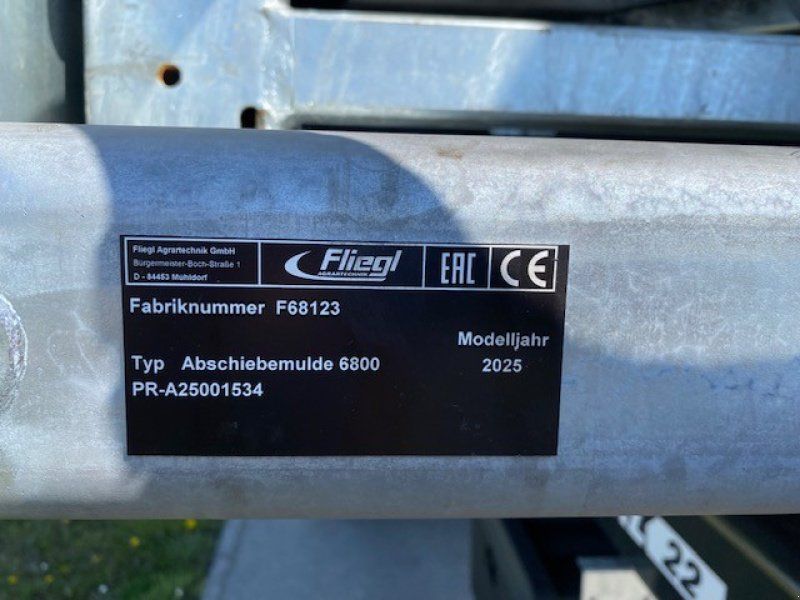 Fliegl Agrartechnik GmbH
Bürgermeister-Boch-Straße 1
D - 84453 Mühldorf
Fliegl
AGRARTECHNIK
EAC
CE
Fabriknummer F68123
Modelljahr
2025
Typ Abschiebemulde 6800
PR-A25001534
22